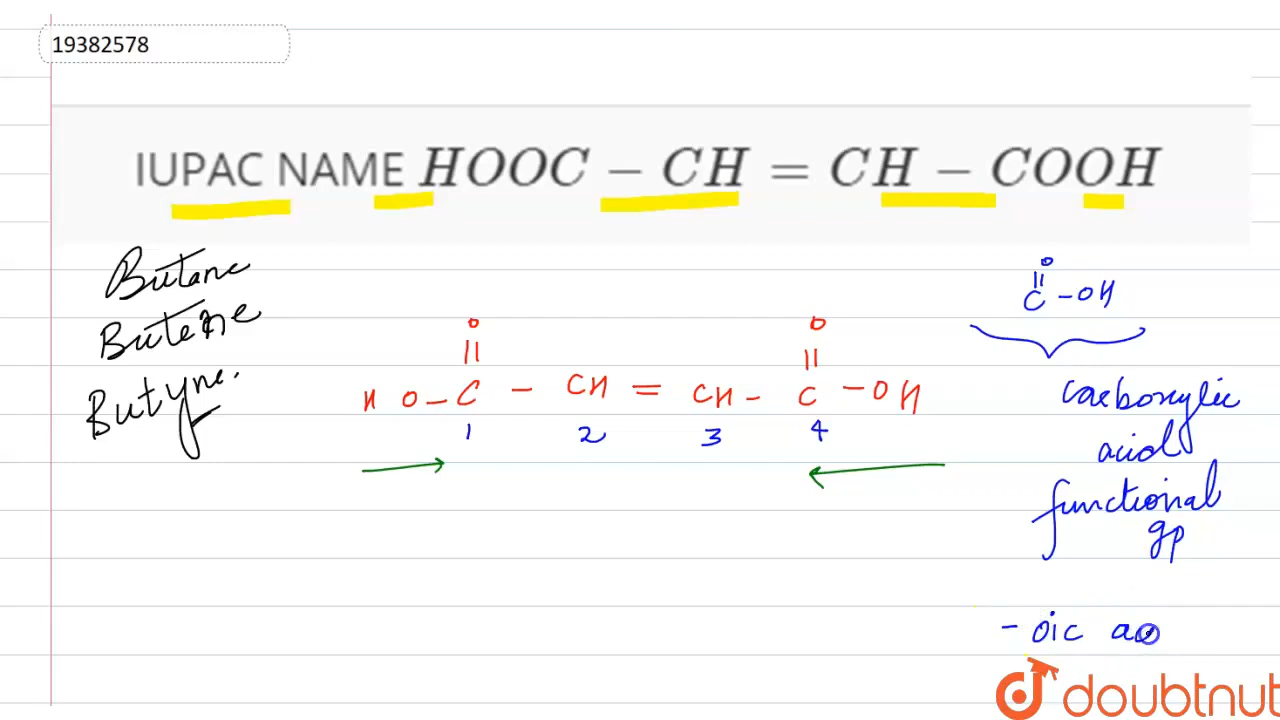 19382578
IUPAC NAME HOOC − CH = CH − COOH
Butane
Butene
Butyne.
O
||
C - OH
carboxylic
acid
functional
gp
O O
|| ||
H O - C - CH = CH - C - OH
1 2 3 4
- oic ac
doubtnut